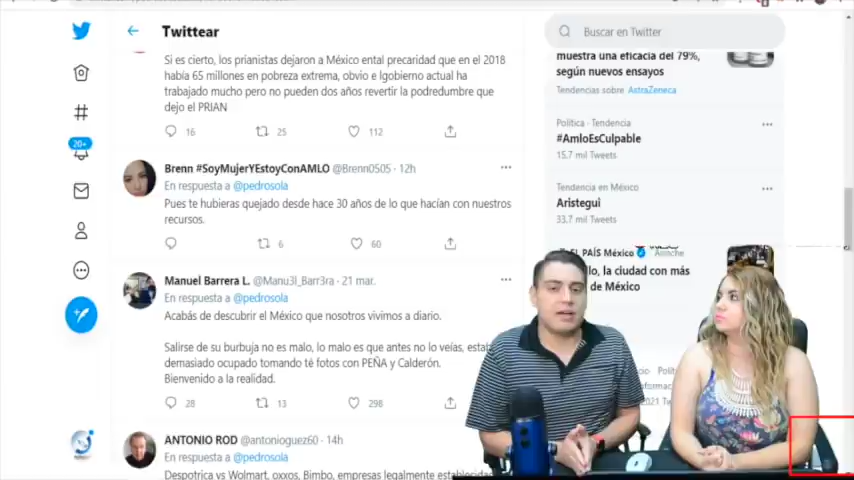 Twittear
Si es cierto, los prianistes dejaron a México ental precaridad que en el 2018
había 65 millones en pobreza extrema, obvio e lgobierno actual ha
trabajado mucho pero no pueden dos años revertir la podredumbre que
dejo el PRIAN
16 25 112
Brenn #SoyMujerYEstoyConAMLO @Brenn0505 · 12h
En respuesta a @pedrosola
Pues te hubieras quejado desde hace 30 años de lo que hacían con nuestros
recursos.
6 60
Manuel Barrera L. @Manu3l_Barr3ra · 21 mar.
En respuesta a @pedrosola
Acabás de descubrir el México que nosotros vivimos a diario.
Salirse de su burbuja no es malo, lo malo es que antes no lo veías, estab
demasiado ocupado tomando té fotos con PEÑA y Calderón.
Bienvenido a la realidad.
28 13 298
ANTONIO ROD @antonioguez60 · 14h
En respuesta a @pedrosola
Despotrica vs Wolmart, oxxos, Bimbo, empresas legalmente establecida
20+
Buscar en Twitter
muestra una eficacia del 79%,
según nuevos ensayos
Tendencias sobre AstraZeneca
Política · Tendencia
#AmloEsCulpable
15,7 mil Tweets
Tendencia en México
Aristegui
33,7 mil Tweets
EL PAÍS México Anoche
lo, la ciudad con más
de México